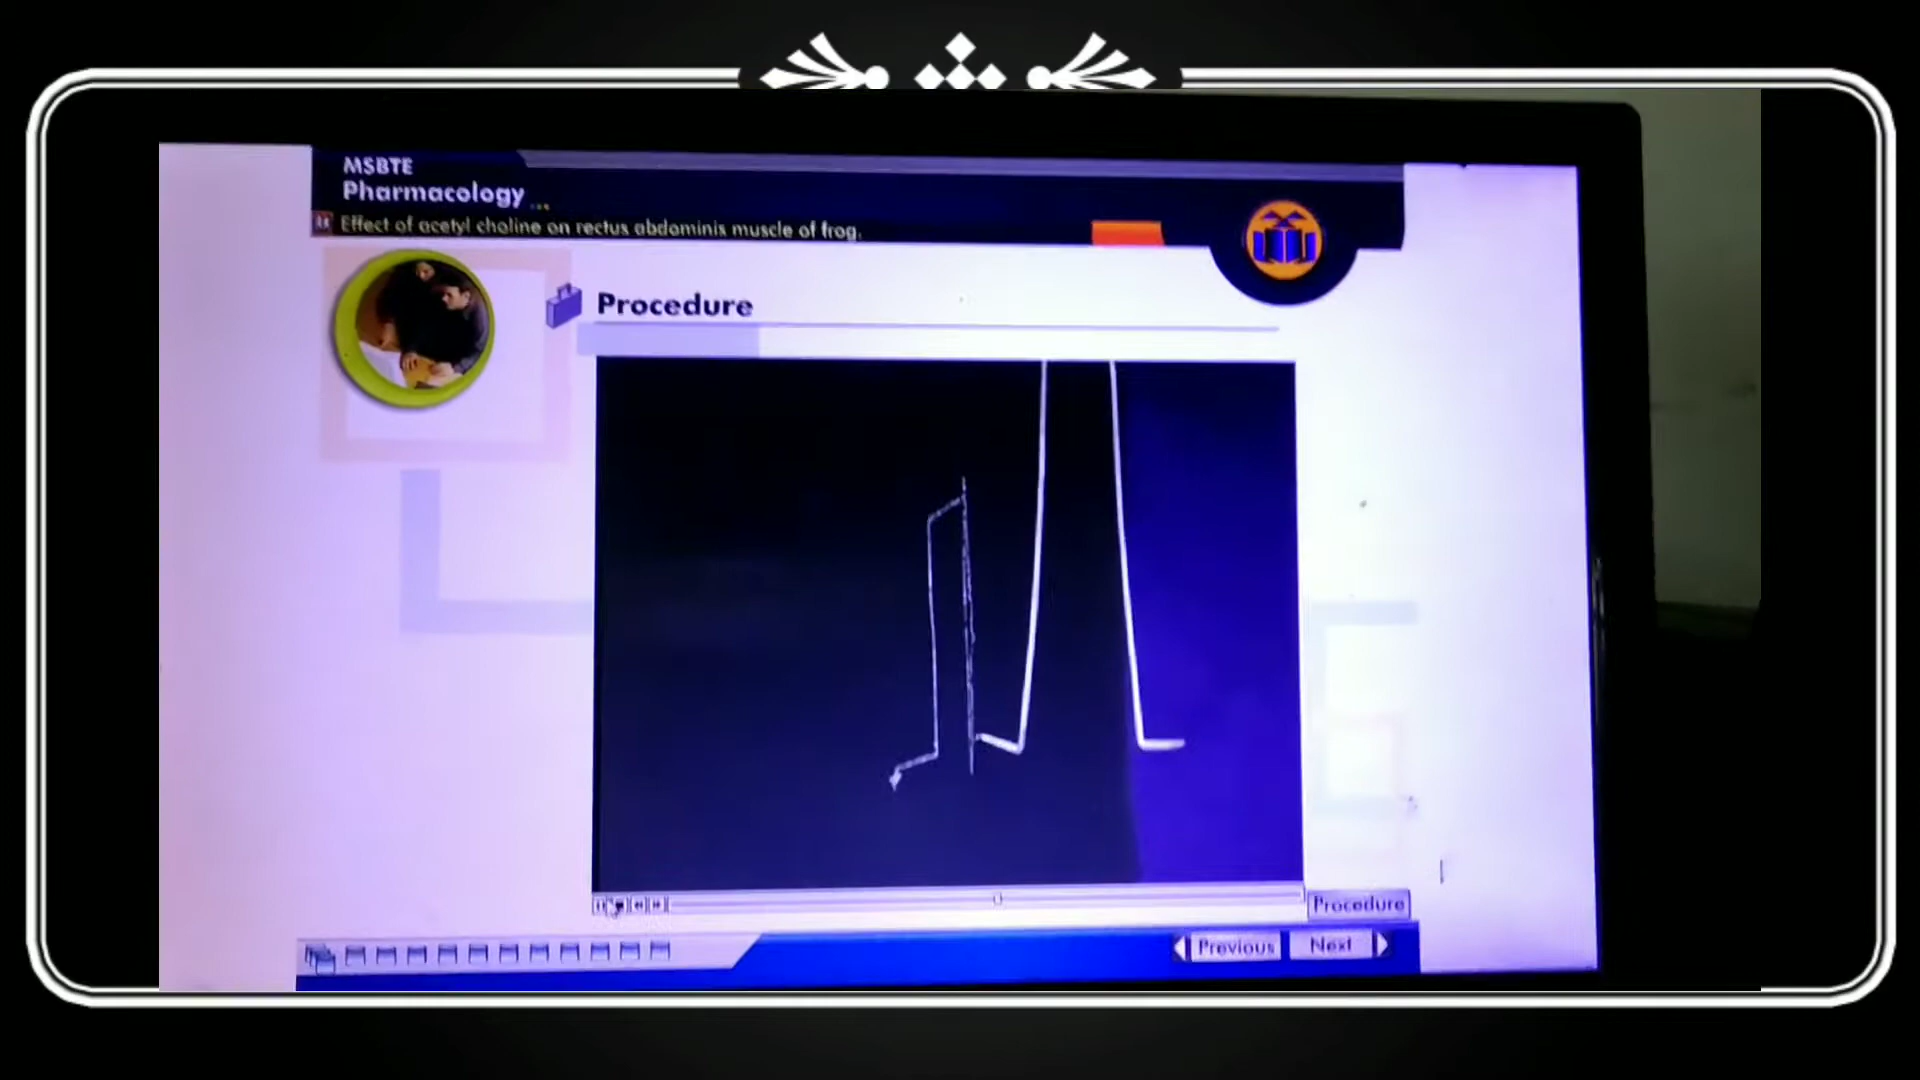 MSBTE
Pharmacology
Effect of acetyl choline on rectus abdominis muscle of frog.
Procedure
Procedure
Previous
Next